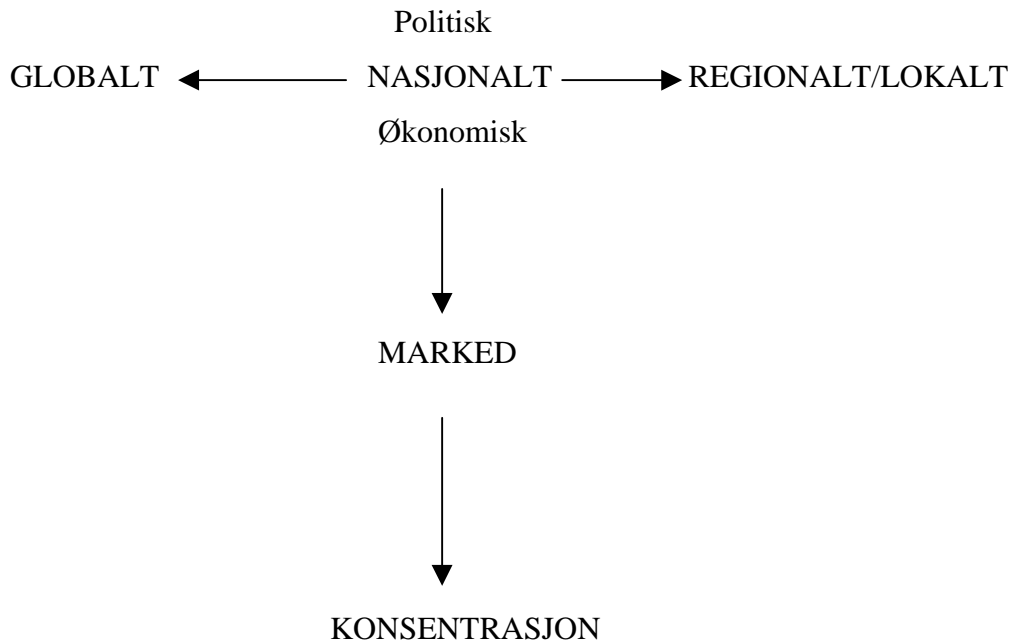 Politisk
GLOBALT NASJONALT REGIONALT/LOKALT
Økonomisk
MARKED
KONSENTRASJON